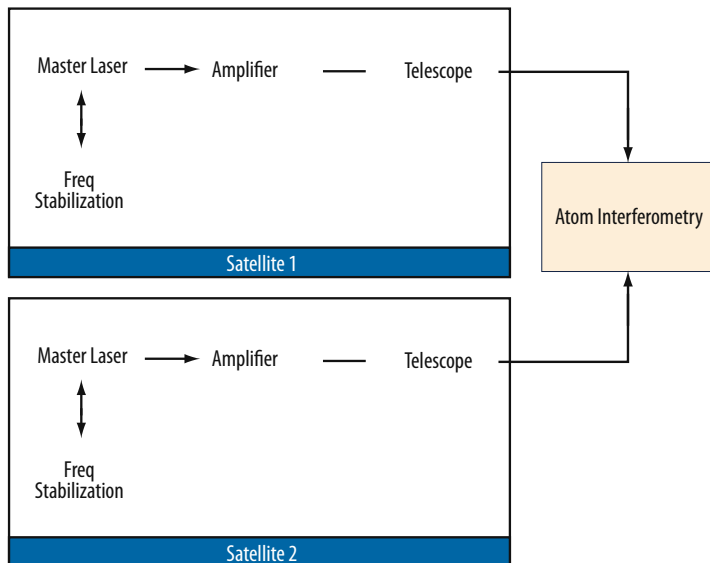 Master Laser
Amplifier
Telescope
Freq
Stabilization
Satellite 1
Atom Interferometry
Master Laser
Amplifier
Telescope
Freq
Stabilization
Satellite 2